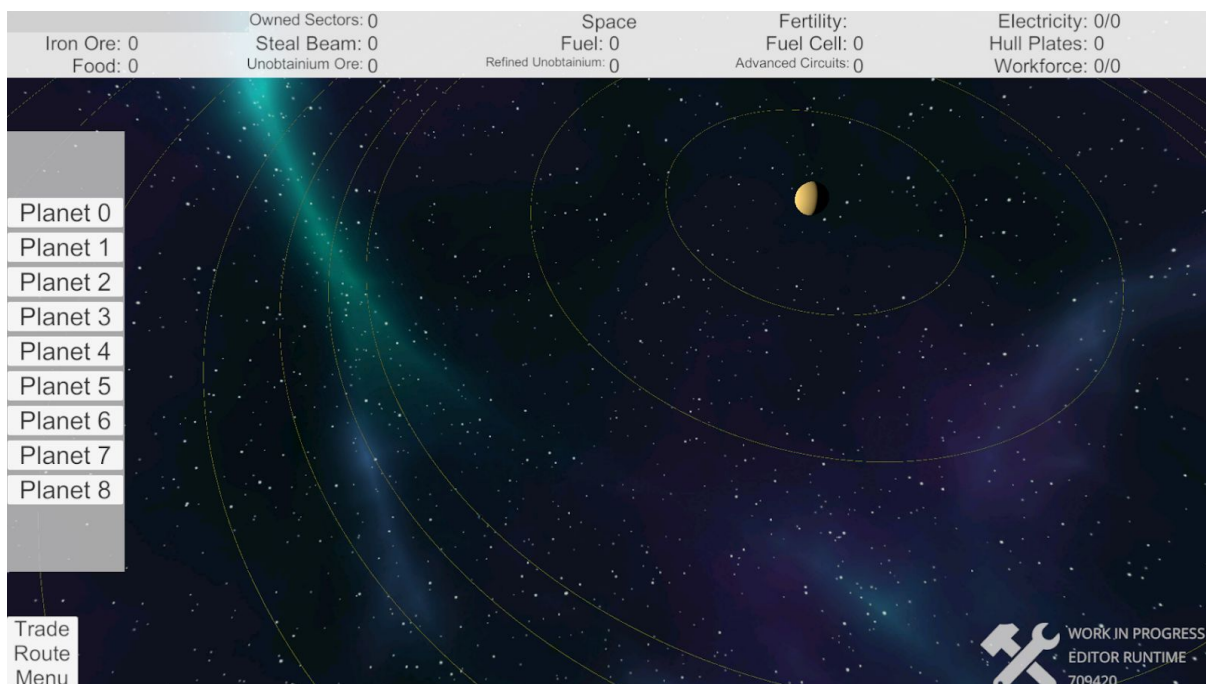 Owned Sectors: 0 Space Fertility: Electricity: 0/0
Iron Ore: 0 Steal Beam: 0 Fuel: 0 Fuel Cell: 0 Hull Plates: 0
Food: 0 Unobtainium Ore: 0 Refined Unobtainium: 0 Advanced Circuits: 0 Workforce: 0/0
Planet 0
Planet 1
Planet 2
Planet 3
Planet 4
Planet 5
Planet 6
Planet 7
Planet 8
Trade
Route
Menu
WORK IN PROGRESS
EDITOR RUNTIME
709420